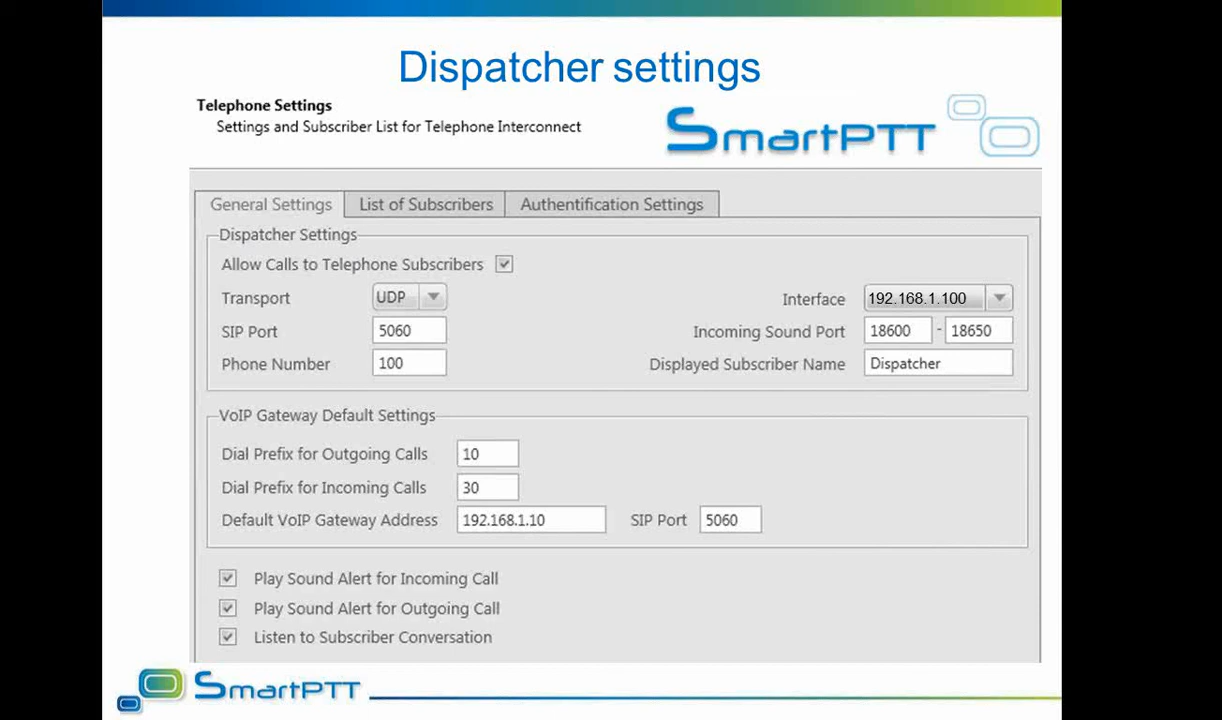 Dispatcher settings
Telephone Settings
Settings and Subscriber List for Telephone Interconnect
SmartPTT
General Settings List of Subscribers Authentification Settings
Dispatcher Settings
Allow Calls to Telephone Subscribers
Transport UDP Interface 192.168.1.100
SIP Port 5060 Incoming Sound Port 18600 - 18650
Phone Number 100 Displayed Subscriber Name Dispatcher
VoIP Gateway Default Settings
Dial Prefix for Outgoing Calls 10
Dial Prefix for Incoming Calls 30
Default VoIP Gateway Address 192.168.1.10 SIP Port 5060
Play Sound Alert for Incoming Call
Play Sound Alert for Outgoing Call
Listen to Subscriber Conversation
SmartPTT